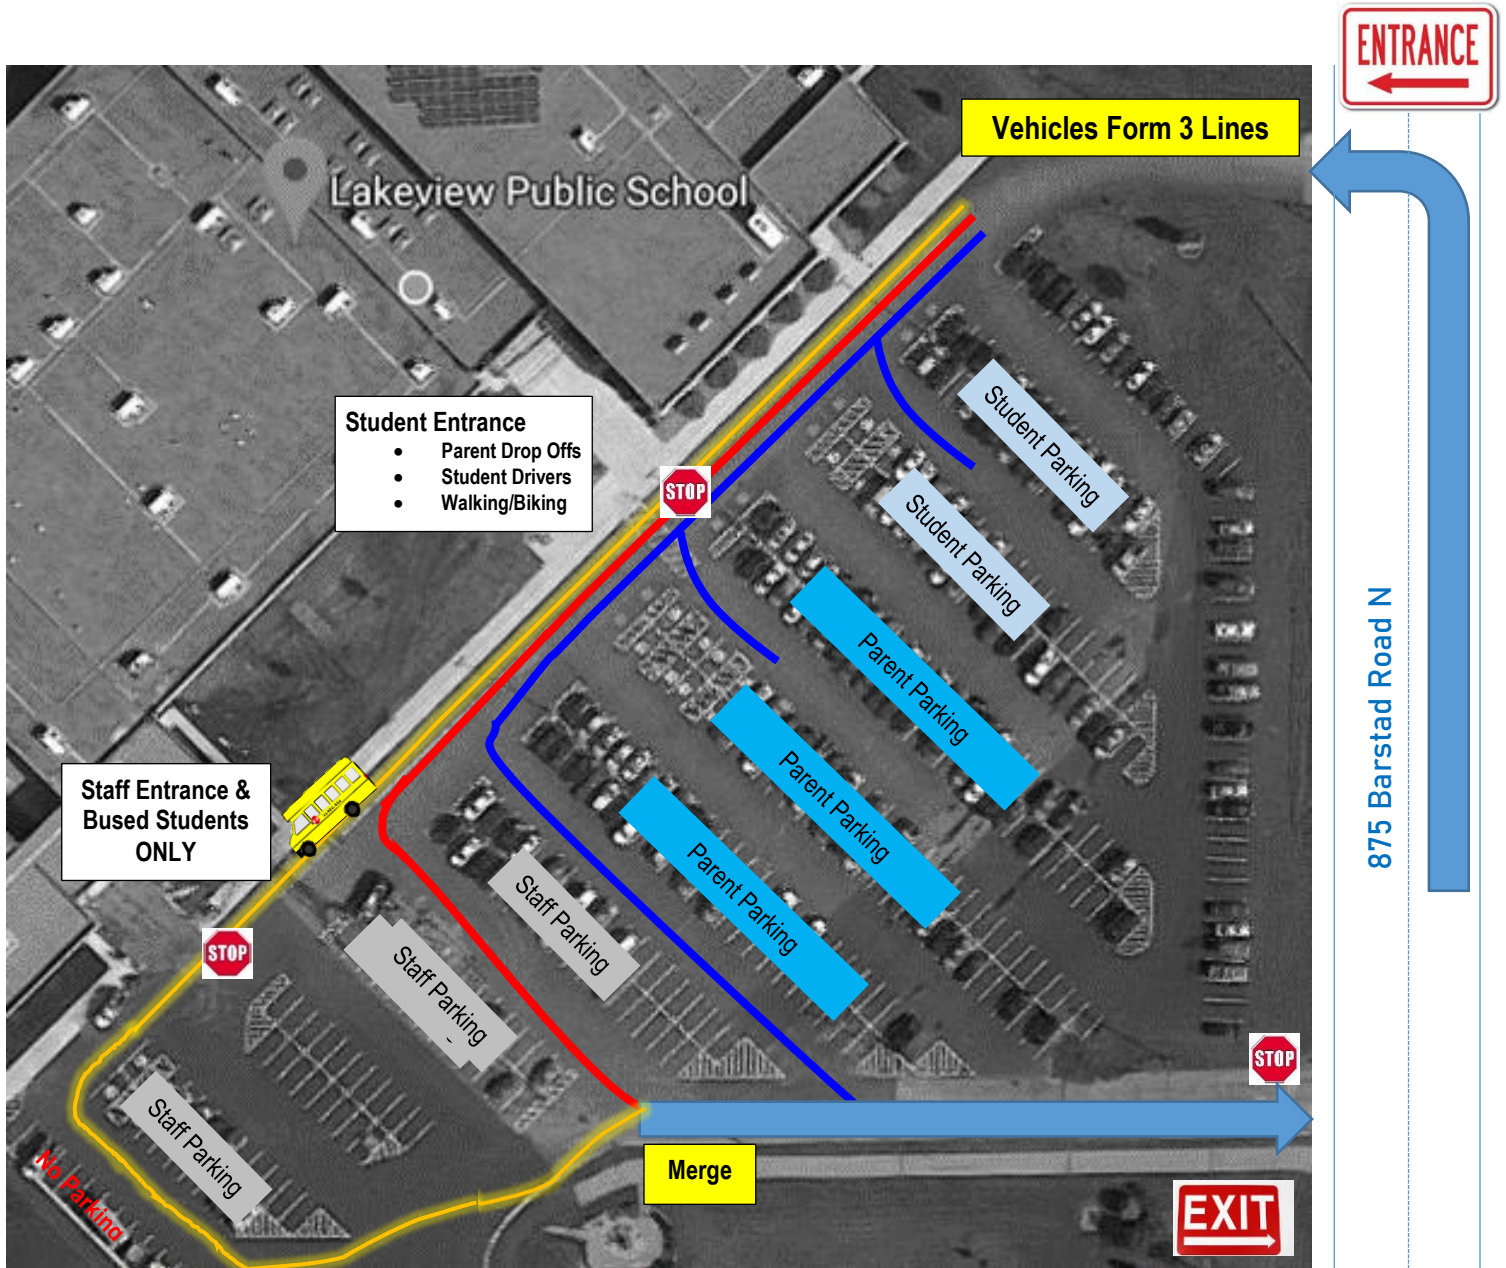 ENTRANCE
Vehicles Form 3 Lines
Lakeview Public School
Student Entrance
• Parent Drop Offs
• Student Drivers
• Walking/Biking
STOP
Student Parking
Student Parking
Parent Parking
Parent Parking
Parent Parking
875 Barstad Road N
Staff Entrance &
Bused Students
ONLY
STOP
Staff Parking
Staff Parking
Staff Parking
No Parking
STOP
Merge
EXIT